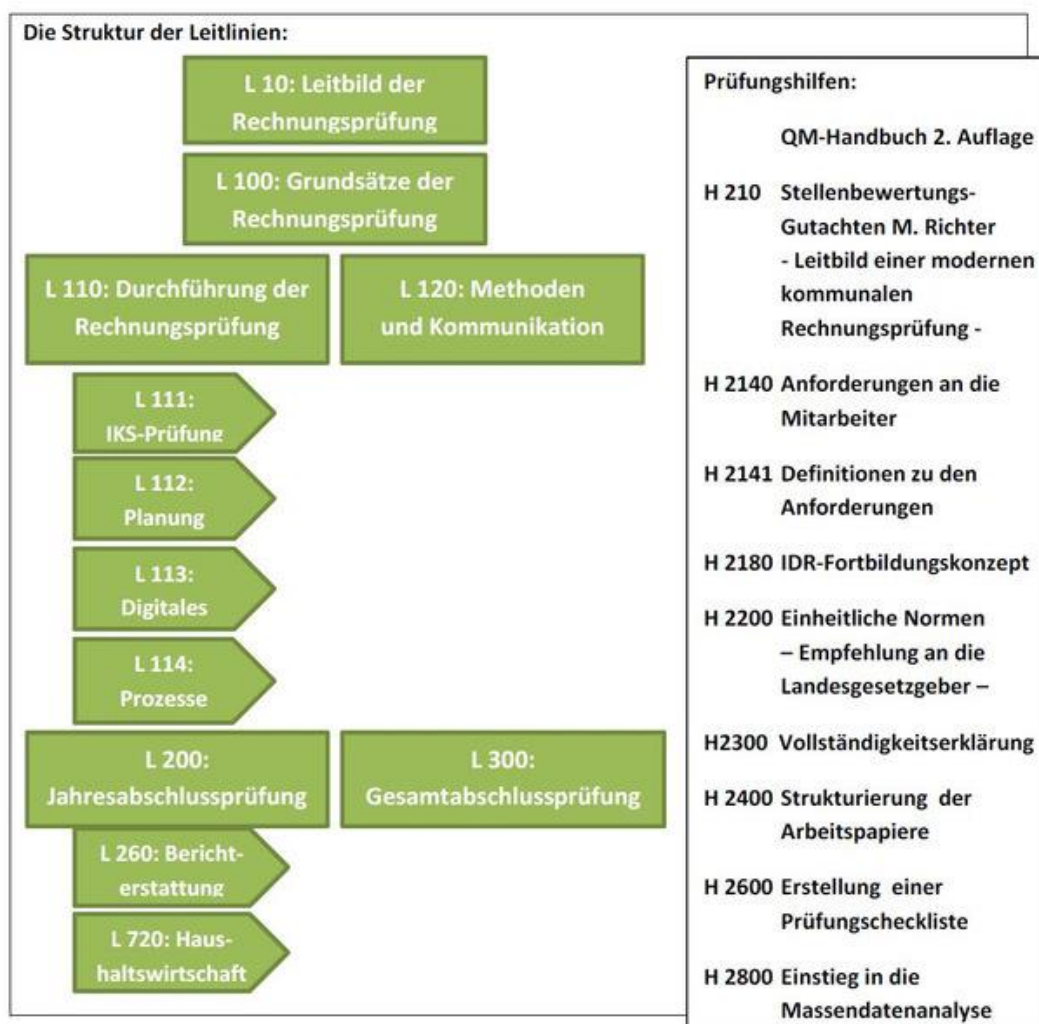 Die Struktur der Leitlinien:
L 10: Leitbild der
Rechnungsprüfung
L 100: Grundsätze der
Rechnungsprüfung
L 110: Durchführung der
Rechnungsprüfung
L 120: Methoden
und Kommunikation
L 111:
IKS-Prüfung
L 112:
Planung
L 113:
Digitales
L 114:
Prozesse
L 200:
Jahresabschlussprüfung
L 300:
Gesamtabschlussprüfung
L 260: Bericht-
erstattung
L 720: Haus-
haltswirtschaft
Prüfungshilfen:
QM-Handbuch 2. Auflage
H 210 Stellenbewertungs-
Gutachten M. Richter
- Leitbild einer modernen
kommunalen
Rechnungsprüfung -
H 2140 Anforderungen an die
Mitarbeiter
H 2141 Definitionen zu den
Anforderungen
H 2180 IDR-Fortbildungskonzept
H 2200 Einheitliche Normen
– Empfehlung an die
Landesgesetzgeber –
H2300 Vollständigkeitserklärung
H 2400 Strukturierung der
Arbeitspapiere
H 2600 Erstellung einer
Prüfungscheckliste
H 2800 Einstieg in die
Massendatenanalyse